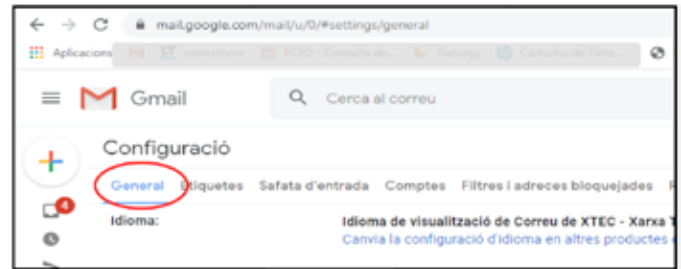 mail.google.com/mail/u/0/#settings/general
Aplicacions
Gmail
Cerca al correu
Configuració
General Etiquetes Safata d'entrada Comptes Filtres i adreces bloquejades
4
Idioma: Idioma de visualització de Correu de XTEC - Xarxa
Canvia la configuració d'idioma en altres productes